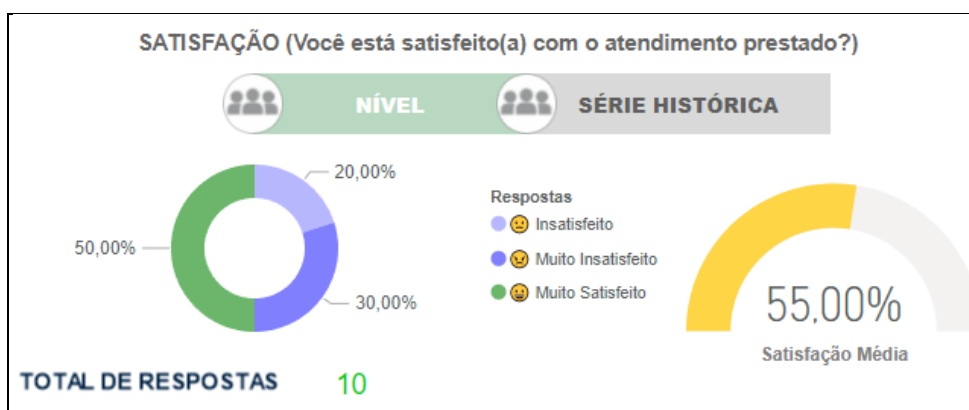 SATISFAÇÃO (Você está satisfeito(a) com o atendimento prestado?)
NÍVEL
SÉRIE HISTÓRICA
20,00%
50,00%
30,00%
Respostas
Insatisfeito
Muito Insatisfeito
Muito Satisfeito
55,00%
Satisfação Média
TOTAL DE RESPOSTAS 10